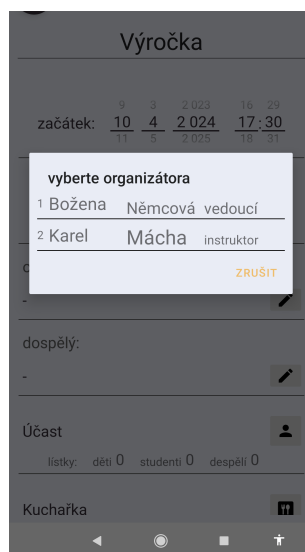 Výročka
9 3 2 023 16 29
začátek: 10 4 2 024 17:30
11 5 2 025 18 31
vyberte organizátora
1 Božena Němcová vedoucí
2 Karel Mácha instruktor
ZRUŠIT
-
dospělý:
-
Účast
lístky: děti 0 studenti 0 despělí 0
Kuchařka